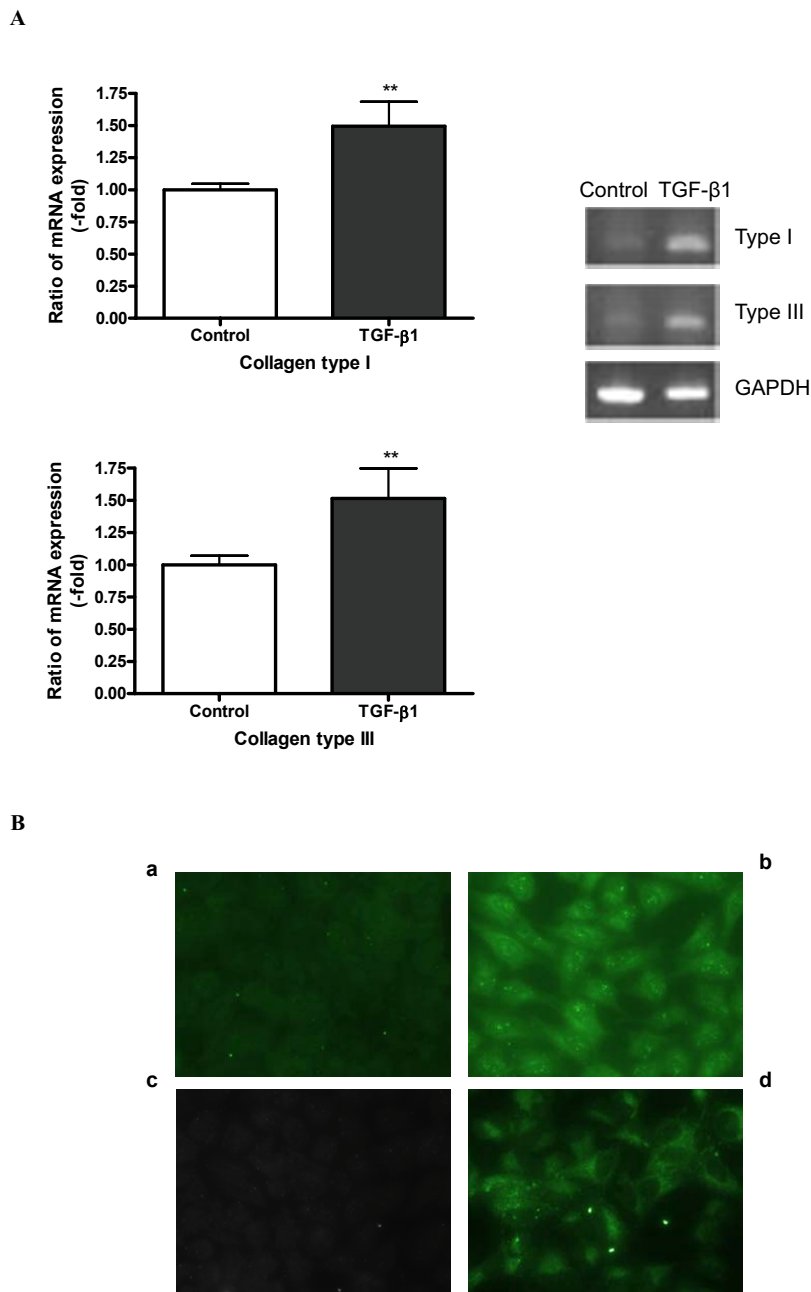 A
Ratio of mRNA expression
(-fold)
1.75
1.50
1.25
1.00
0.75
0.50
0.25
0.00
**
Control
TGF-β1
Collagen type I
Control TGF-β1
Type I
Type III
GAPDH
Ratio of mRNA expression
(-fold)
1.75
1.50
1.25
1.00
0.75
0.50
0.25
0.00
**
Control
TGF-β1
Collagen type III
B
a
b
c
d